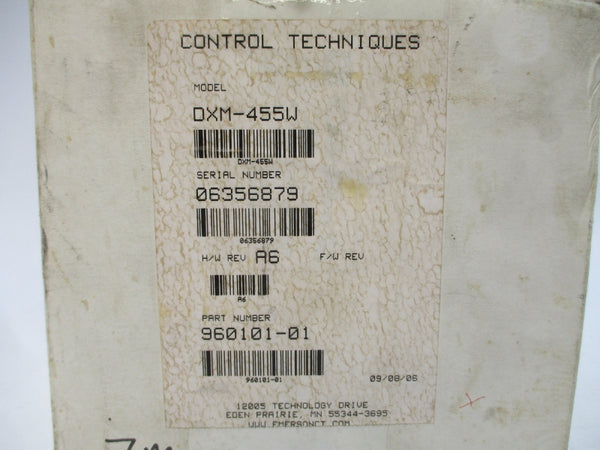 CONTROL TECHNIQUES
MODEL
DXM-455W
DXM-455W
SERIAL NUMBER
06356879
06356879
H/W REV A6 F/W REV
A6
PART NUMBER
960101-01
960101-01
09/08/06
12005 TECHNOLOGY DRIVE
EDEN PRAIRIE, MN 55344-3695
WWW.EMERSONCT.COM